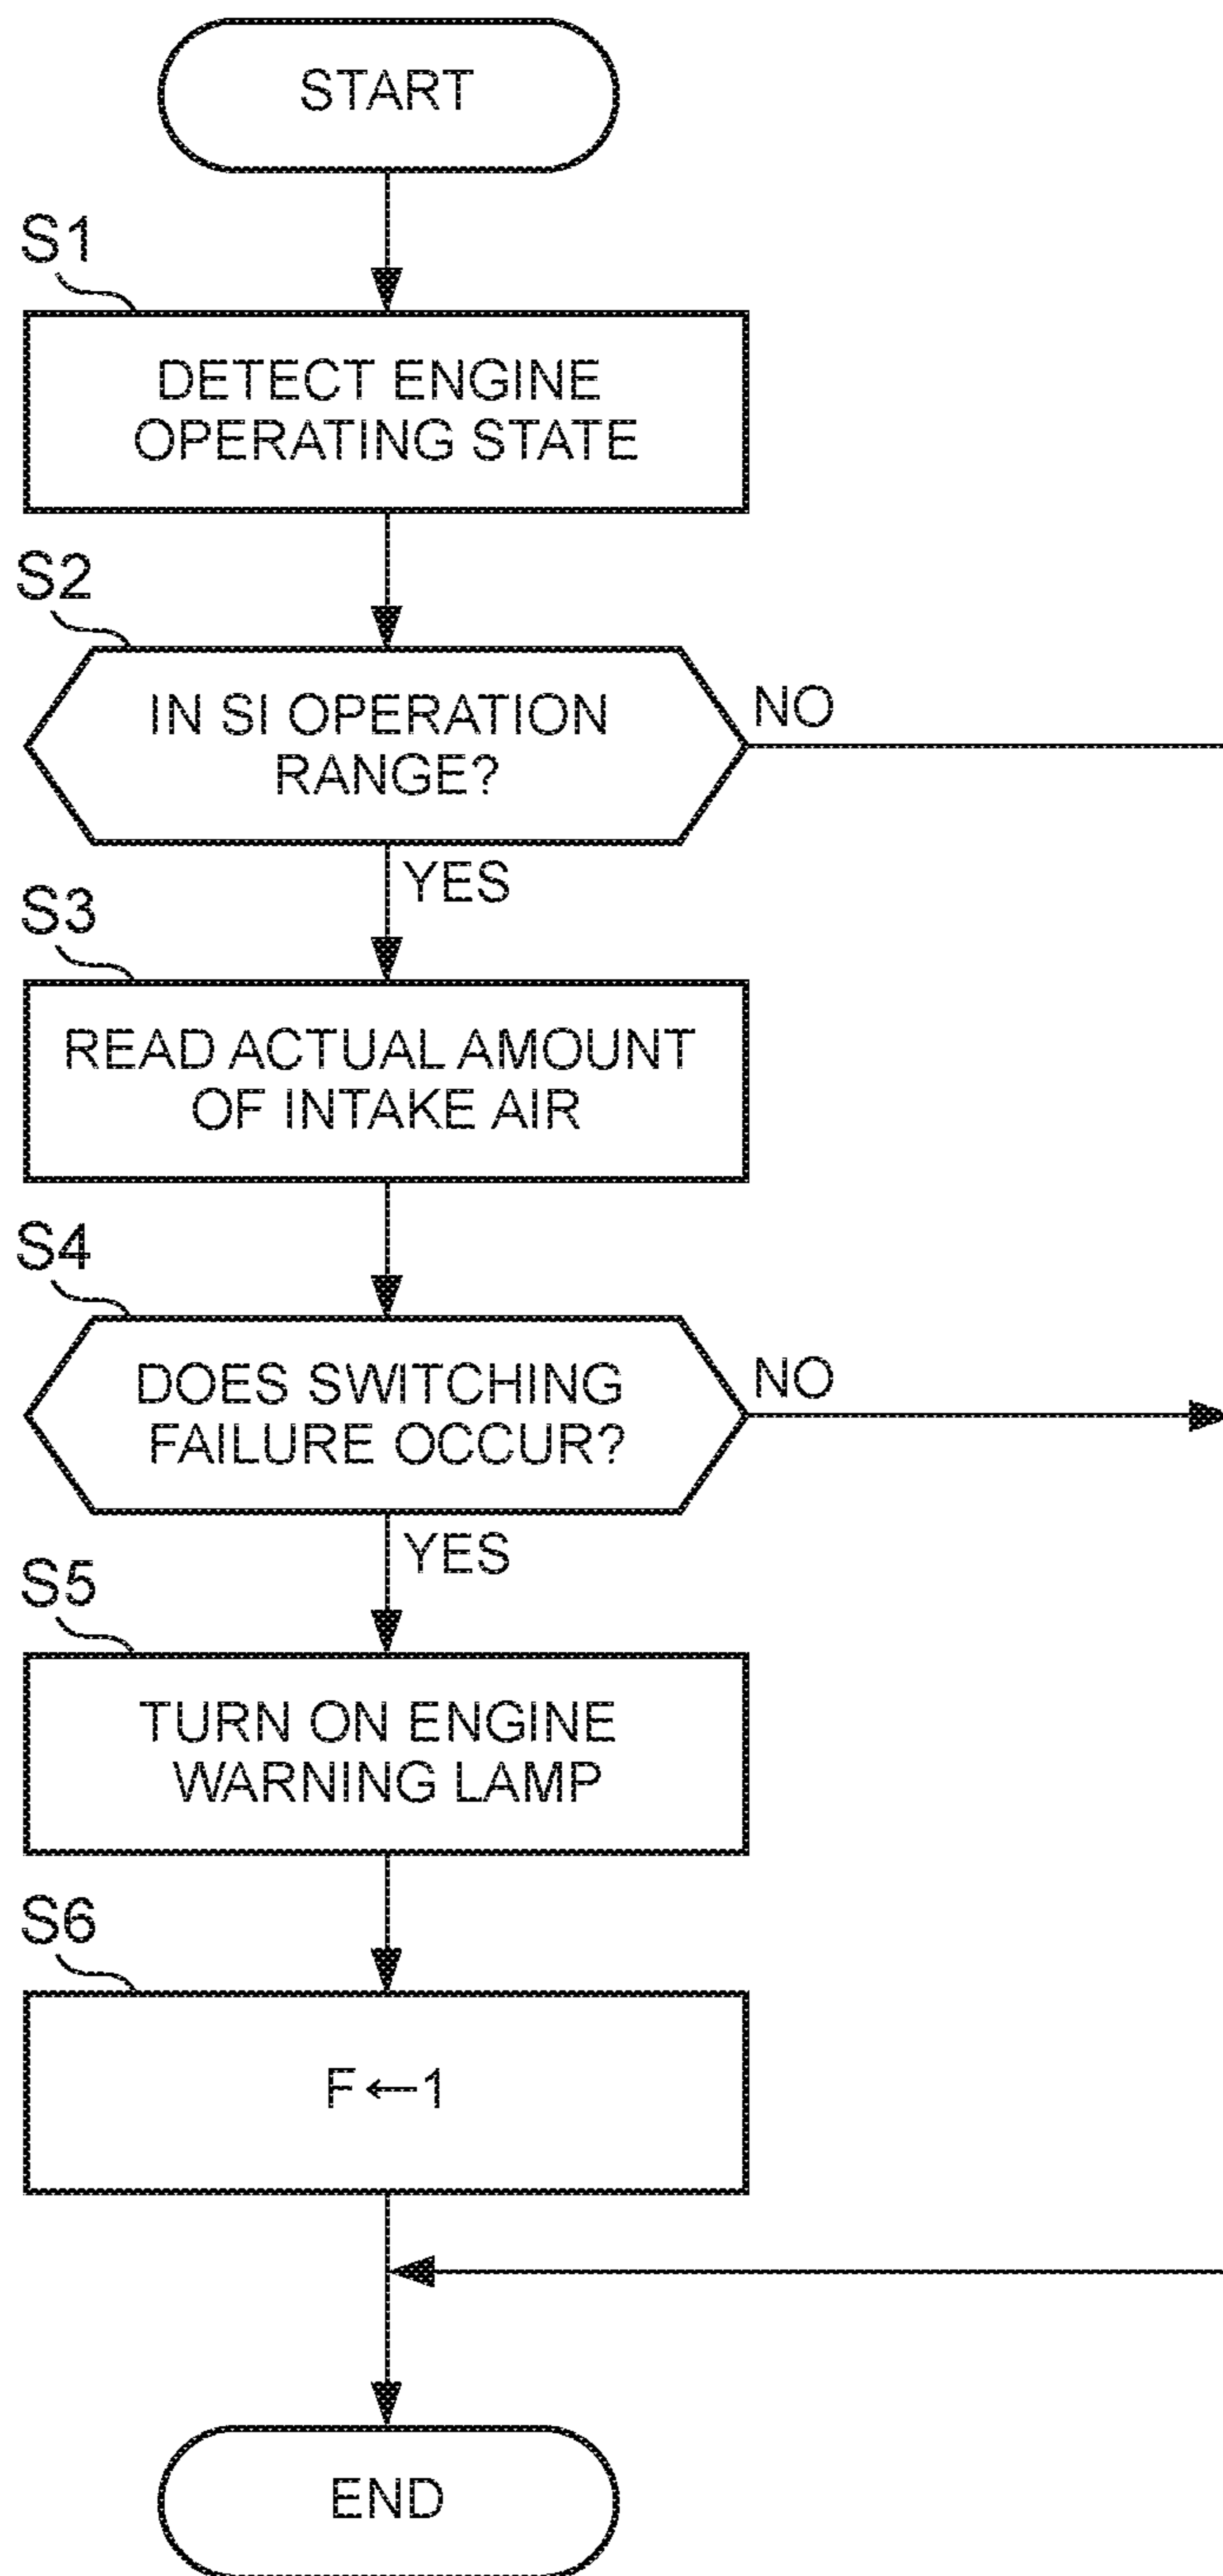 START
S1
DETECT ENGINE
OPERATING STATE
S2
IN SI OPERATION
RANGE?
NO
YES
S3
READ ACTUAL AMOUNT
OF INTAKE AIR
S4
DOES SWITCHING
FAILURE OCCUR?
NO
YES
S5
TURN ON ENGINE
WARNING LAMP
S6
F←1
END